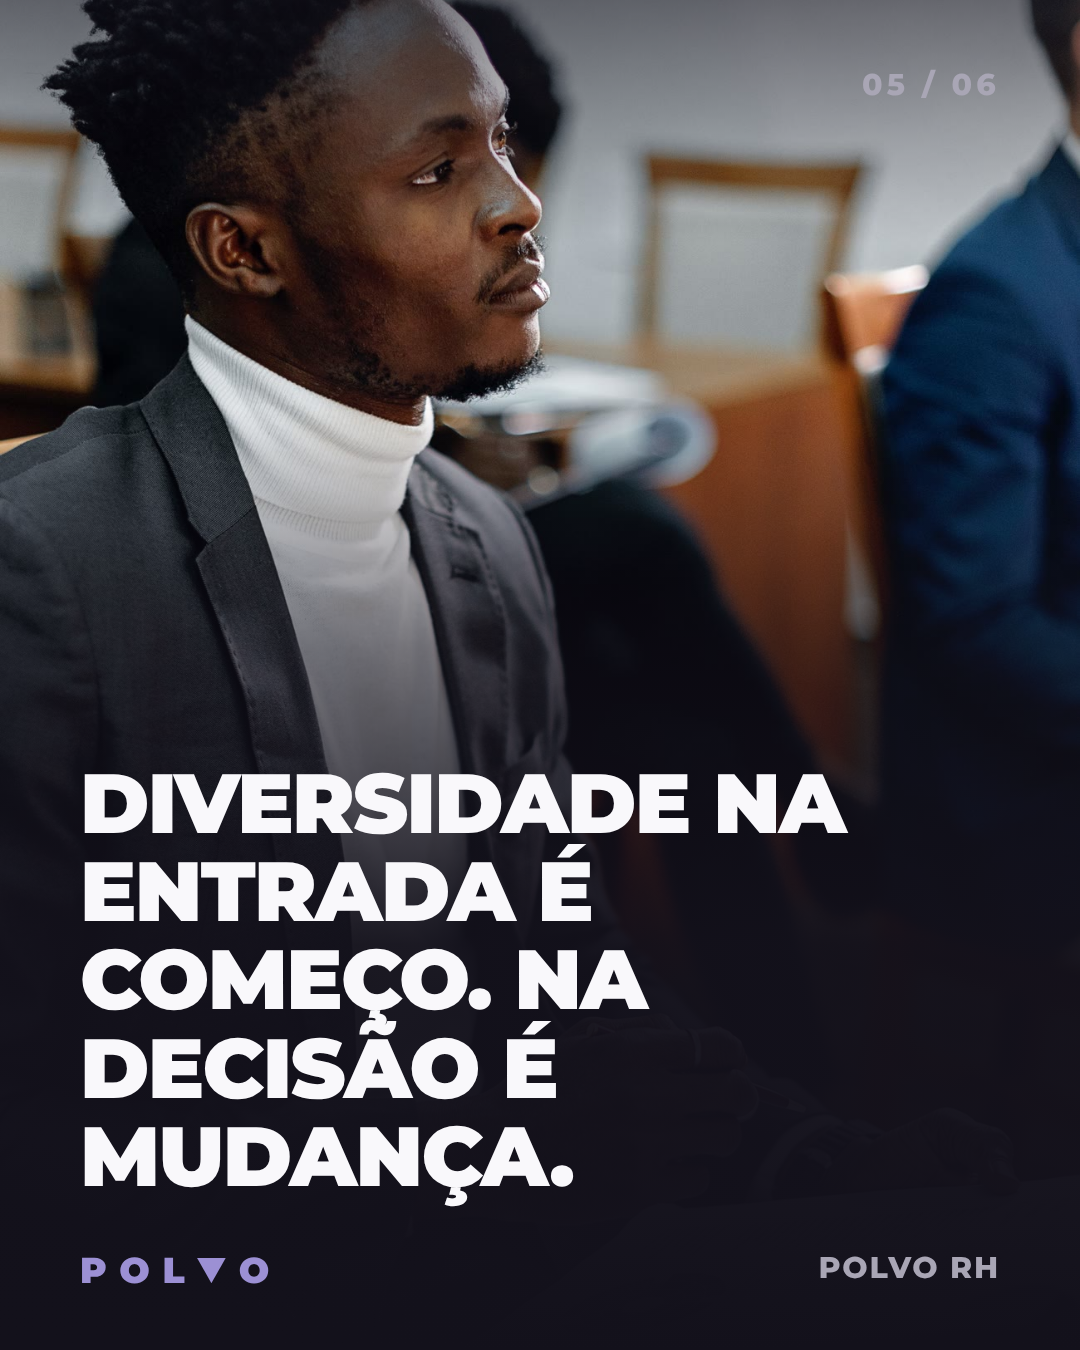 05 / 06
DIVERSIDADE NA
ENTRADA É
COMEÇO. NA
DECISÃO É
MUDANÇA.
POLVO
POLVO RH